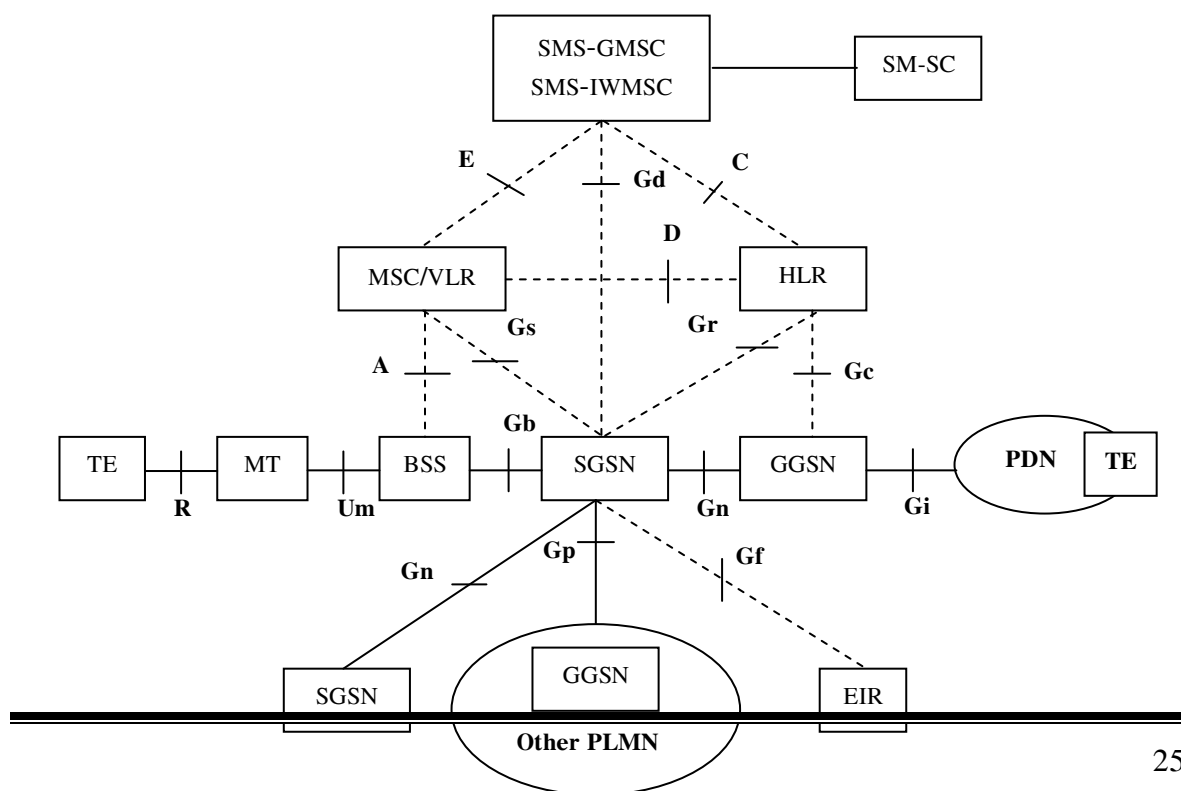 SMS-GMSC
SMS-IWMSC
SM-SC
E
Gd
C
D
MSC/VLR
HLR
Gs
Gr
A
Gc
Gb
TE
MT
BSS
SGSN
GGSN
PDN
TE
R
Um
Gn
Gi
Gn
Gp
Gf
SGSN
GGSN
EIR
Other PLMN
25